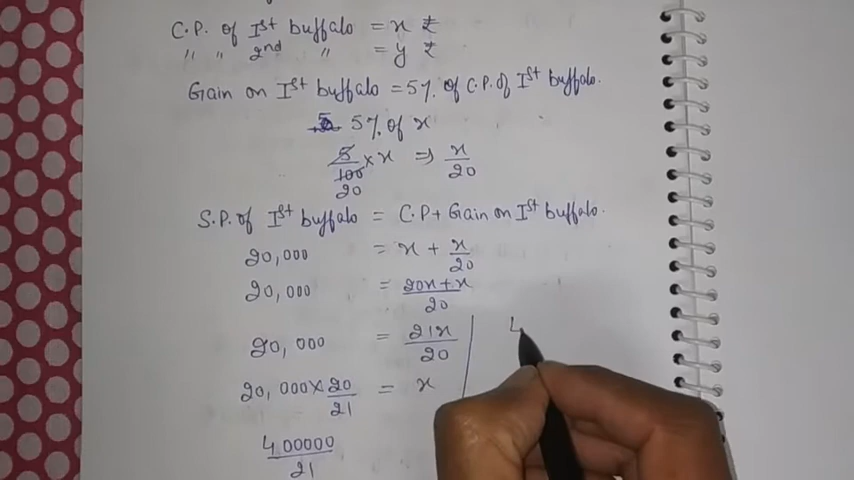 C.P. of Ist buffalo = x ₹
" " 2nd " = y ₹
Gain on Ist buffalo = 5% of C.P. of Ist buffalo.
5% of x
5/100 20 × x ⇒ x/20
S.P. of Ist buffalo = C.P + Gain on Ist buffalo.
20,000 = x + x/20
20,000 = 20x + x/20
20,000 = 21x/20
4
20,000 × 20/21 = x
400000/21